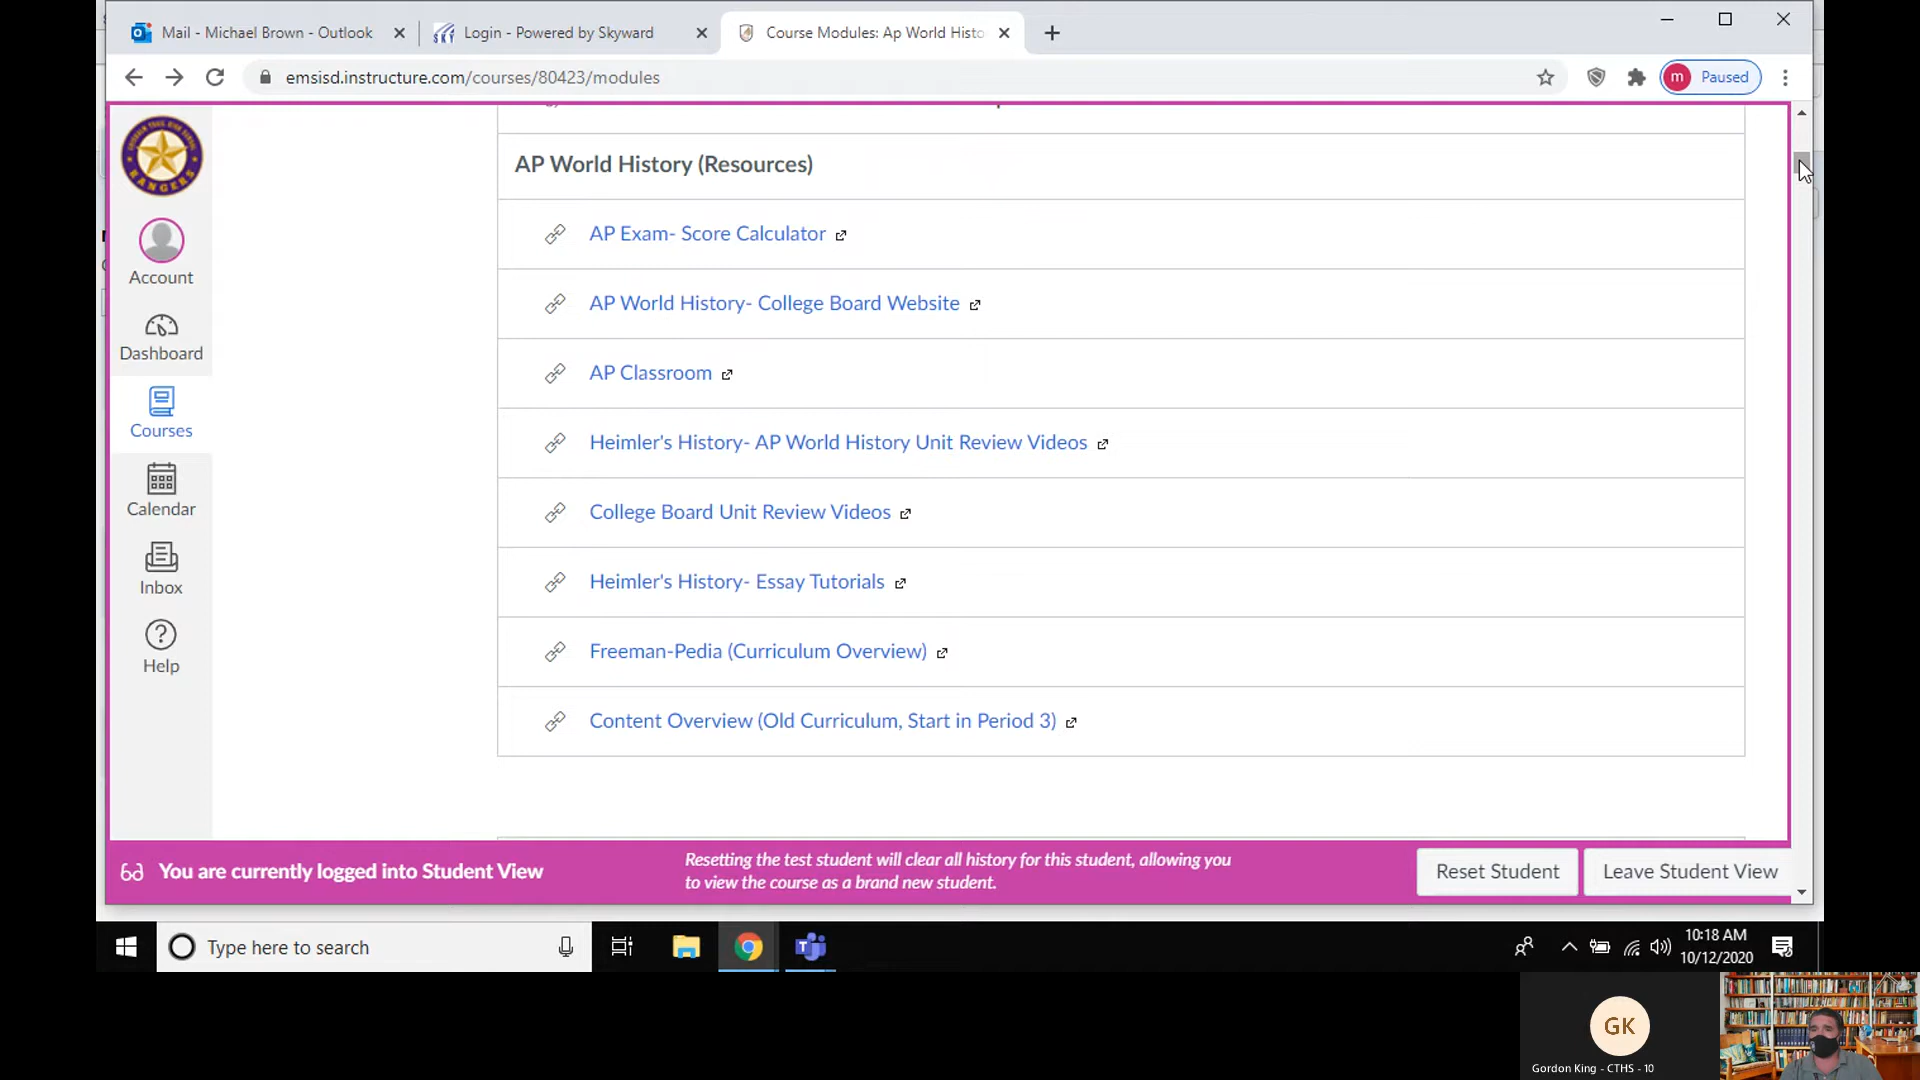 Mail - Michael Brown - Outlook
Login - Powered by Skyward
Course Modules: Ap World Histo
emsisd.instructure.com/courses/80423/modules
m Paused
RANGERS
Account
Dashboard
Courses
Calendar
Inbox
Help
AP World History (Resources)
AP Exam- Score Calculator
AP World History- College Board Website
AP Classroom
Heimler's History- AP World History Unit Review Videos
College Board Unit Review Videos
Heimler's History- Essay Tutorials
Freeman-Pedia (Curriculum Overview)
Content Overview (Old Curriculum, Start in Period 3)
You are currently logged into Student View
Resetting the test student will clear all history for this student, allowing you
to view the course as a brand new student.
Reset Student
Leave Student View
Type here to search
10:18 AM
10/12/2020
GK
Gordon King - CTHS - 10